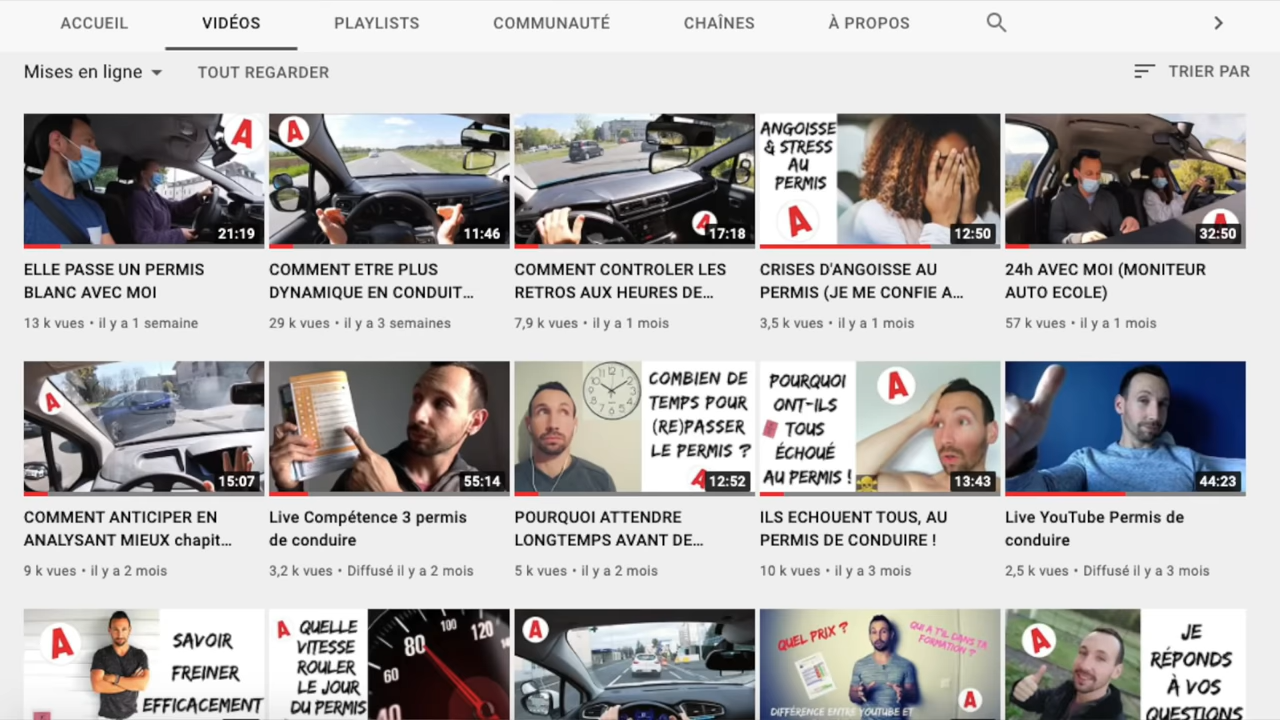 ACCUEIL VIDÉOS PLAYLISTS COMMUNAUTÉ CHAÎNES À PROPOS
Mises en ligne TOUT REGARDER TRIER PAR
A
21:19
A
11:46
A
17:18
ANGOISSE
& STRESS
AU
PERMIS
A
12:50
A
32:50
ELLE PASSE UN PERMIS
BLANC AVEC MOI
13 k vues • il y a 1 semaine
COMMENT ETRE PLUS
DYNAMIQUE EN CONDUIT…
29 k vues • il y a 3 semaines
COMMENT CONTROLER LES
RETROS AUX HEURES DE…
7,9 k vues • il y a 1 mois
CRISES D'ANGOISSE AU
PERMIS (JE ME CONFIE A…
3,5 k vues • il y a 1 mois
24h AVEC MOI (MONITEUR
AUTO ECOLE)
57 k vues • il y a 1 mois
A
15:07
55:14
COMBIEN DE
TEMPS POUR
(RE)PASSER
LE PERMIS ?
A
12:52
POURQUOI
ONT-ILS
TOUS
ÉCHOUÉ
AU PERMIS !
A
13:43
44:23
COMMENT ANTICIPER EN
ANALYSANT MIEUX chapit…
9 k vues • il y a 2 mois
Live Compétence 3 permis
de conduire
3,2 k vues • Diffusé il y a 2 mois
POURQUOI ATTENDRE
LONGTEMPS AVANT DE…
5 k vues • il y a 2 mois
ILS ECHOUENT TOUS, AU
PERMIS DE CONDUIRE !
10 k vues • il y a 3 mois
Live YouTube Permis de
conduire
2,5 k vues • Diffusé il y a 3 mois
A
SAVOIR
FREINER
EFFICACEMENT
A
QUELLE
VITESSE
ROULER
LE JOUR
DU PERMIS
40 60 80 100 120
A
QUEL PRIX ?
QU'A T'IL DANS TA
FORMATION ?
A
DIFFÉRENCE ENTRE YOUTUBE ET
A
JE
RÉPONDS
À VOS
QUESTIONS